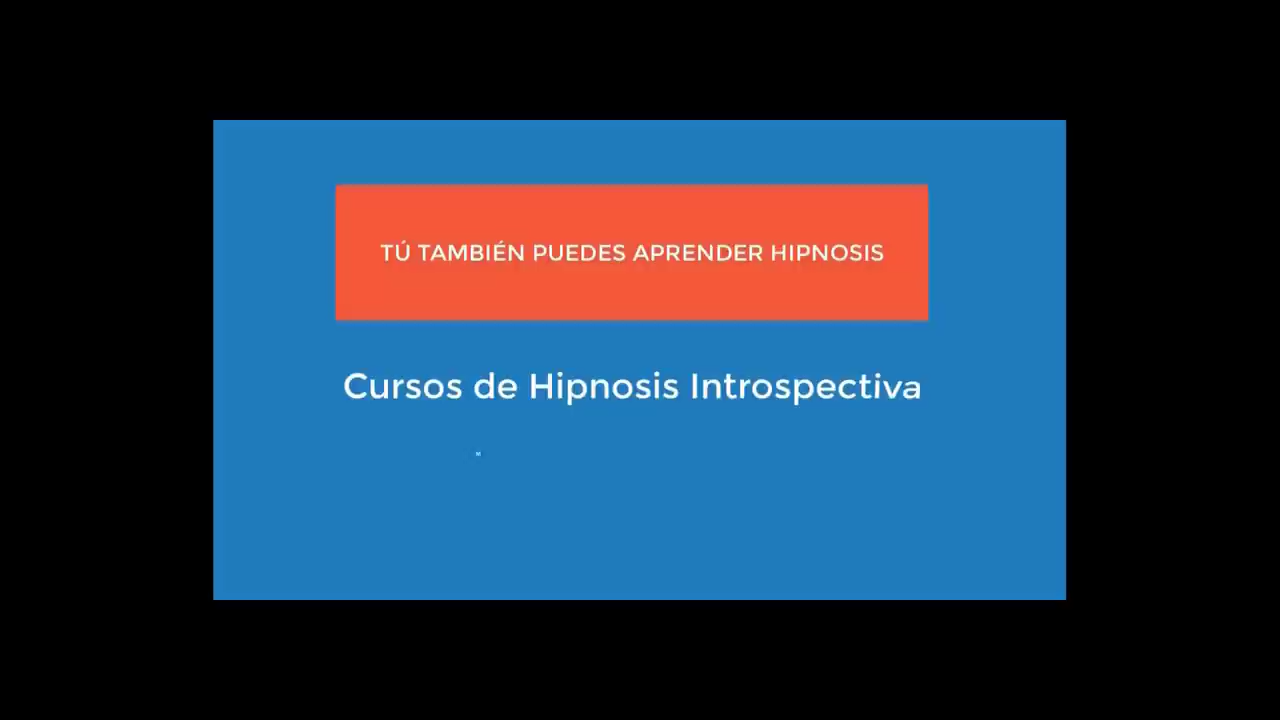 TÚ TAMBIÉN PUEDES APRENDER HIPNOSIS
Cursos de Hipnosis Introspectiva